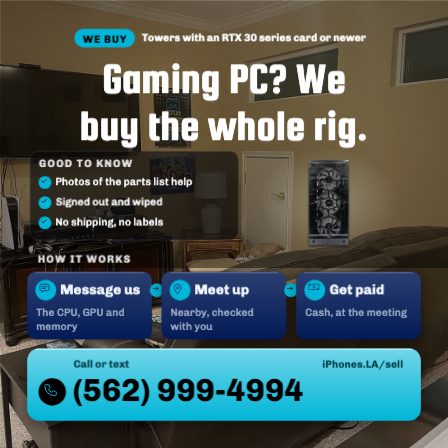 WE BUY
Towers with an RTX 30 series card or newer
Gaming PC? We
buy the whole rig.
GOOD TO KNOW
Photos of the parts list help
Signed out and wiped
No shipping, no labels
HOW IT WORKS
Message us
The CPU, GPU and
memory
Meet up
Nearby, checked
with you
Get paid
Cash, at the meeting
Call or text
iPhones.LA/sell
(562) 999-4994